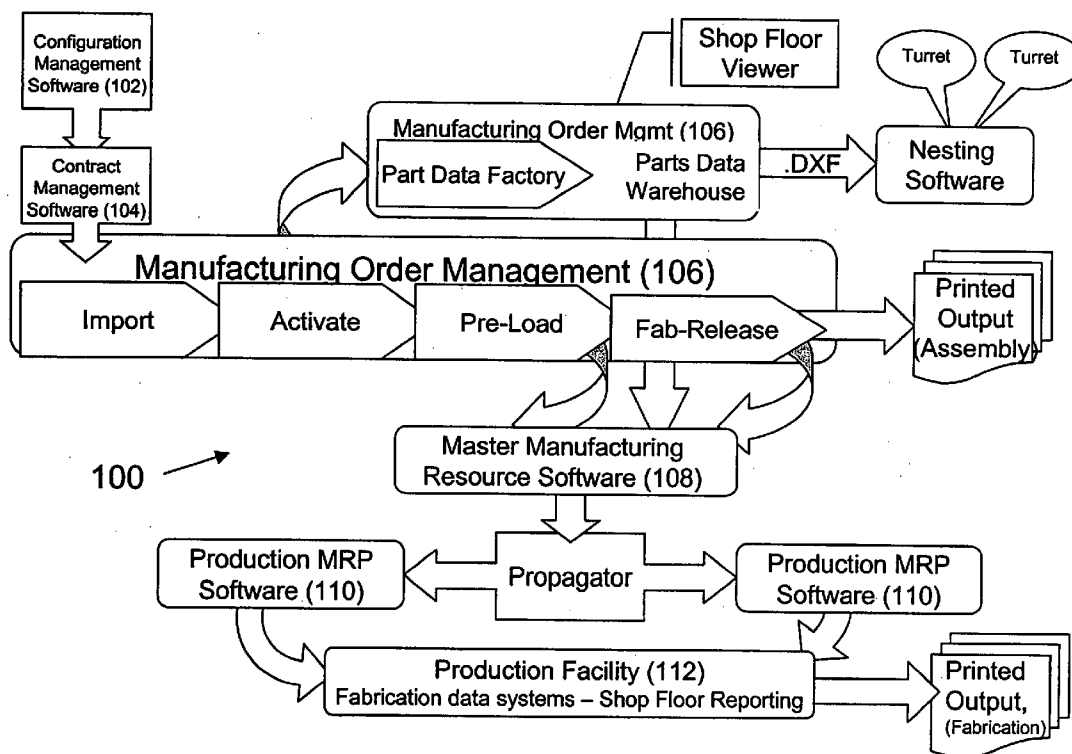 Configuration
Management
Software (102)
Shop Floor
Viewer
Turret
Turret
Contract
Management
Software (104)
Manufacturing Order Mgmt (106)
Part Data Factory
Parts Data
Warehouse
.DXF
Nesting
Software
Manufacturing Order Management (106)
Import
Activate
Pre-Load
Fab-Release
Printed
Output
(Assembly)
Master Manufacturing
Resource Software (108)
100
Production MRP
Software (110)
Propagator
Production MRP
Software (110)
Production Facility (112)
Fabrication data systems – Shop Floor Reporting
Printed
Output,
(Fabrication)